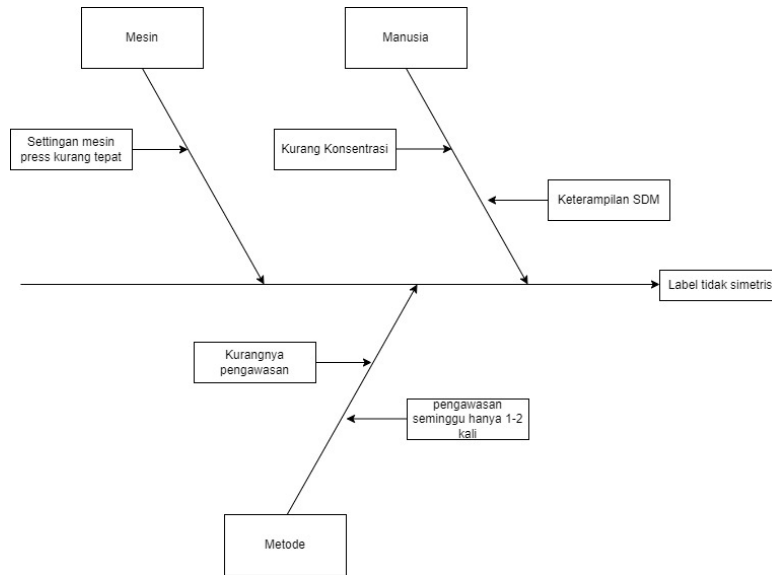 Mesin
Manusia
Settingan mesin
press kurang tepat
Kurang Konsentrasi
Keterampilan SDM
Label tidak simetris
Kurangnya
pengawasan
pengawasan
seminggu hanya 1-2
kali
Metode